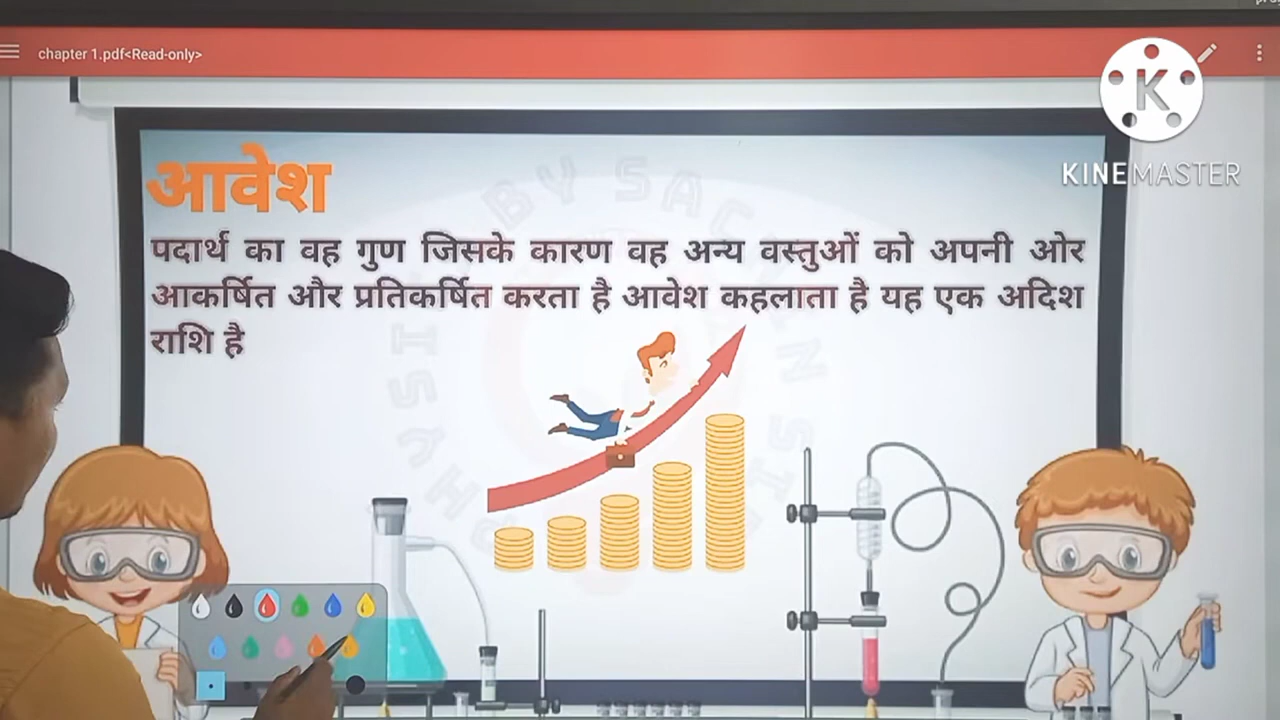 chapter 1.pdf<Read-only>
KINEMASTER
आवेश
पदार्थ का वह गुण जिसके कारण वह अन्य वस्तुओं को अपनी ओर
आकर्षित और प्रतिकर्षित करता है आवेश कहलाता है यह एक अदिश
राशि है